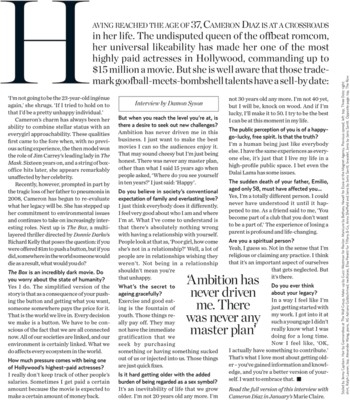 HAVING REACHED THE AGE OF 37, CAMERON DIAZ IS AT A CROSSROADS
in her life. The undisputed queen of the offbeat romcom,
her universal likeability has made her one of the most
highly paid actresses in Hollywood, commanding up to
$15 million a movie. But she is well aware that those trade-
mark goofball-meets-bombshell talents have a sell-by date:
'I'm not going to be the 25-year-old ingénue
again,' she shrugs. 'If I tried to hold on to
that I'd be a pretty unhappy individual.'
Cameron's charm has always been her
ability to combine stellar status with an
everygirl approachability. These qualities
first came to the fore when, with no previ-
ous acting experience, the then model won
the role of Jim Carrey's leading lady in The
Mask. Sixteen years on, and a string of box-
office hits later, she appears remarkably
unaffected by her celebrity.
Recently, however, prompted in part by
the tragic loss of her father to pneumonia in
2008, Cameron has begun to re-evaluate
what her legacy will be. She has stepped up
her commitment to environmental issues
and continues to take on increasingly inter-
esting roles. Next up is The Box, a multi-
layered thriller directed by Donnie Darko's
Richard Kelly that poses the question: if you
were offered $1m to push a button, but if you
did, somewhere in the world someone would
die as a result, what would you do?
The Box is an incredibly dark movie. Do
you worry about the state of humanity?
Yes I do. The simplified version of the
story is that as a consequence of your push-
ing the button and getting what you want,
someone somewhere pays the price for it.
That is the world we live in. Every decision
we make is a button. We have to be con-
scious of the fact that we are all connected
now. All of our societies are linked, and our
environment is certainly linked. What we
do affects every ecosystem in the world.
How much pressure comes with being one
of Hollywood's highest-paid actresses?
I really don't keep track of other people's
salaries. Sometimes I get paid a certain
amount because the movie is expected to
make a certain amount of money back.
Interview by Damon Syson
But when you reach the level you're at, is
there a desire to seek out new challenges?
Ambition has never driven me in this
business. I just want to make the best
movies I can so the audience enjoy it.
That may sound cheesy but I'm just being
honest. There was never any master plan,
other than what I said 15 years ago when
people asked, 'Where do you see yourself
in ten years?' I just said: 'Happy'.
Do you believe in society's conventional
expectation of family and everlasting love?
I just think everybody does it differently.
I feel very good about who I am and where
I'm at. What I've come to understand is
that there's absolutely nothing wrong
with having a relationship with yourself.
People look at that as, 'Poor girl, how come
she's not in a relationship?' Well, a lot of
people are in relationships wishing they
weren't. Not being in a relationship
shouldn't mean you're
that unhappy.
What's the secret to
ageing gracefully?
Exercise and good eat-
ing is the fountain of
youth. Those things re-
ally pay off. They may
not have the immediate
gratification that we
seek by purchasing
something or having something sucked
out of us or injected into us. Those things
are just quick fixes.
Is it hard getting older with the added
burden of being regarded as a sex symbol?
It's an inevitability of life that we grow
older. I'm not 20 years old any more. I'm
'Ambition has
never driven
me. There
was never any
master plan'
not 30 years old any more. I'm not 40 yet,
but I will be, knock on wood. And if I'm
lucky, I'll make it to 50. I try to be the best
I can be at this moment in my life.
The public perception of you is of a happy-
go-lucky, free spirit. Is that the truth?
I'm a human being just like everybody
else. I have the same experiences as every-
one else, it's just that I live my life in a
high-profile public space. I bet even the
Dalai Lama has some issues.
The sudden death of your father, Emilio,
aged only 58, must have affected you...
Yes, I'm a totally different person. I could
never have understood it until it hap-
pened to me. As a friend said to me, 'You
become part of a club that you don't want
to be a part of.' The experience of losing a
parent is profound and life-changing.
Are you a spiritual person?
Yeah, I guess so. Not in the sense that I'm
religious or claiming any practice. I think
that it's an important aspect of ourselves
that gets neglected. But
it's there.
Do you ever think
about your legacy?
In a way I feel like I'm
just getting started with
my work. I got into it at
such a young age I didn't
really know what I was
doing for a long time.
Now I feel like, 'OK,
I actually have something to contribute.'
That's what I love most about getting old-
er – you've gained information and knowl-
edge, and you're a better version of your-
self. I want to embrace that. ■
Read the full version of this interview with
Cameron Diaz in January's Marie Claire.